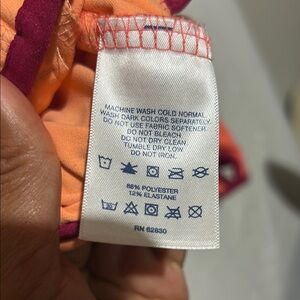 MACHINE WASH COLD NORMAL.
WASH DARK COLORS SEPARATELY
DO NOT USE FABRIC SOFTENER.
DO NOT BLEACH
DO NOT DRY CLEAN
TUMBLE DRY LOW
DO NOT IRON.
88% POLYESTER
12% ELASTANE
RN 62830